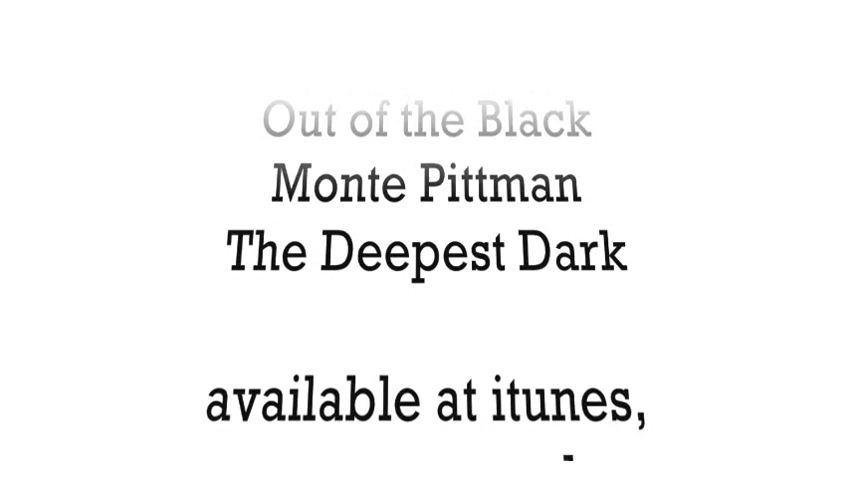 Out of the Black
Monte Pittman
The Deepest Dark
available at itunes,